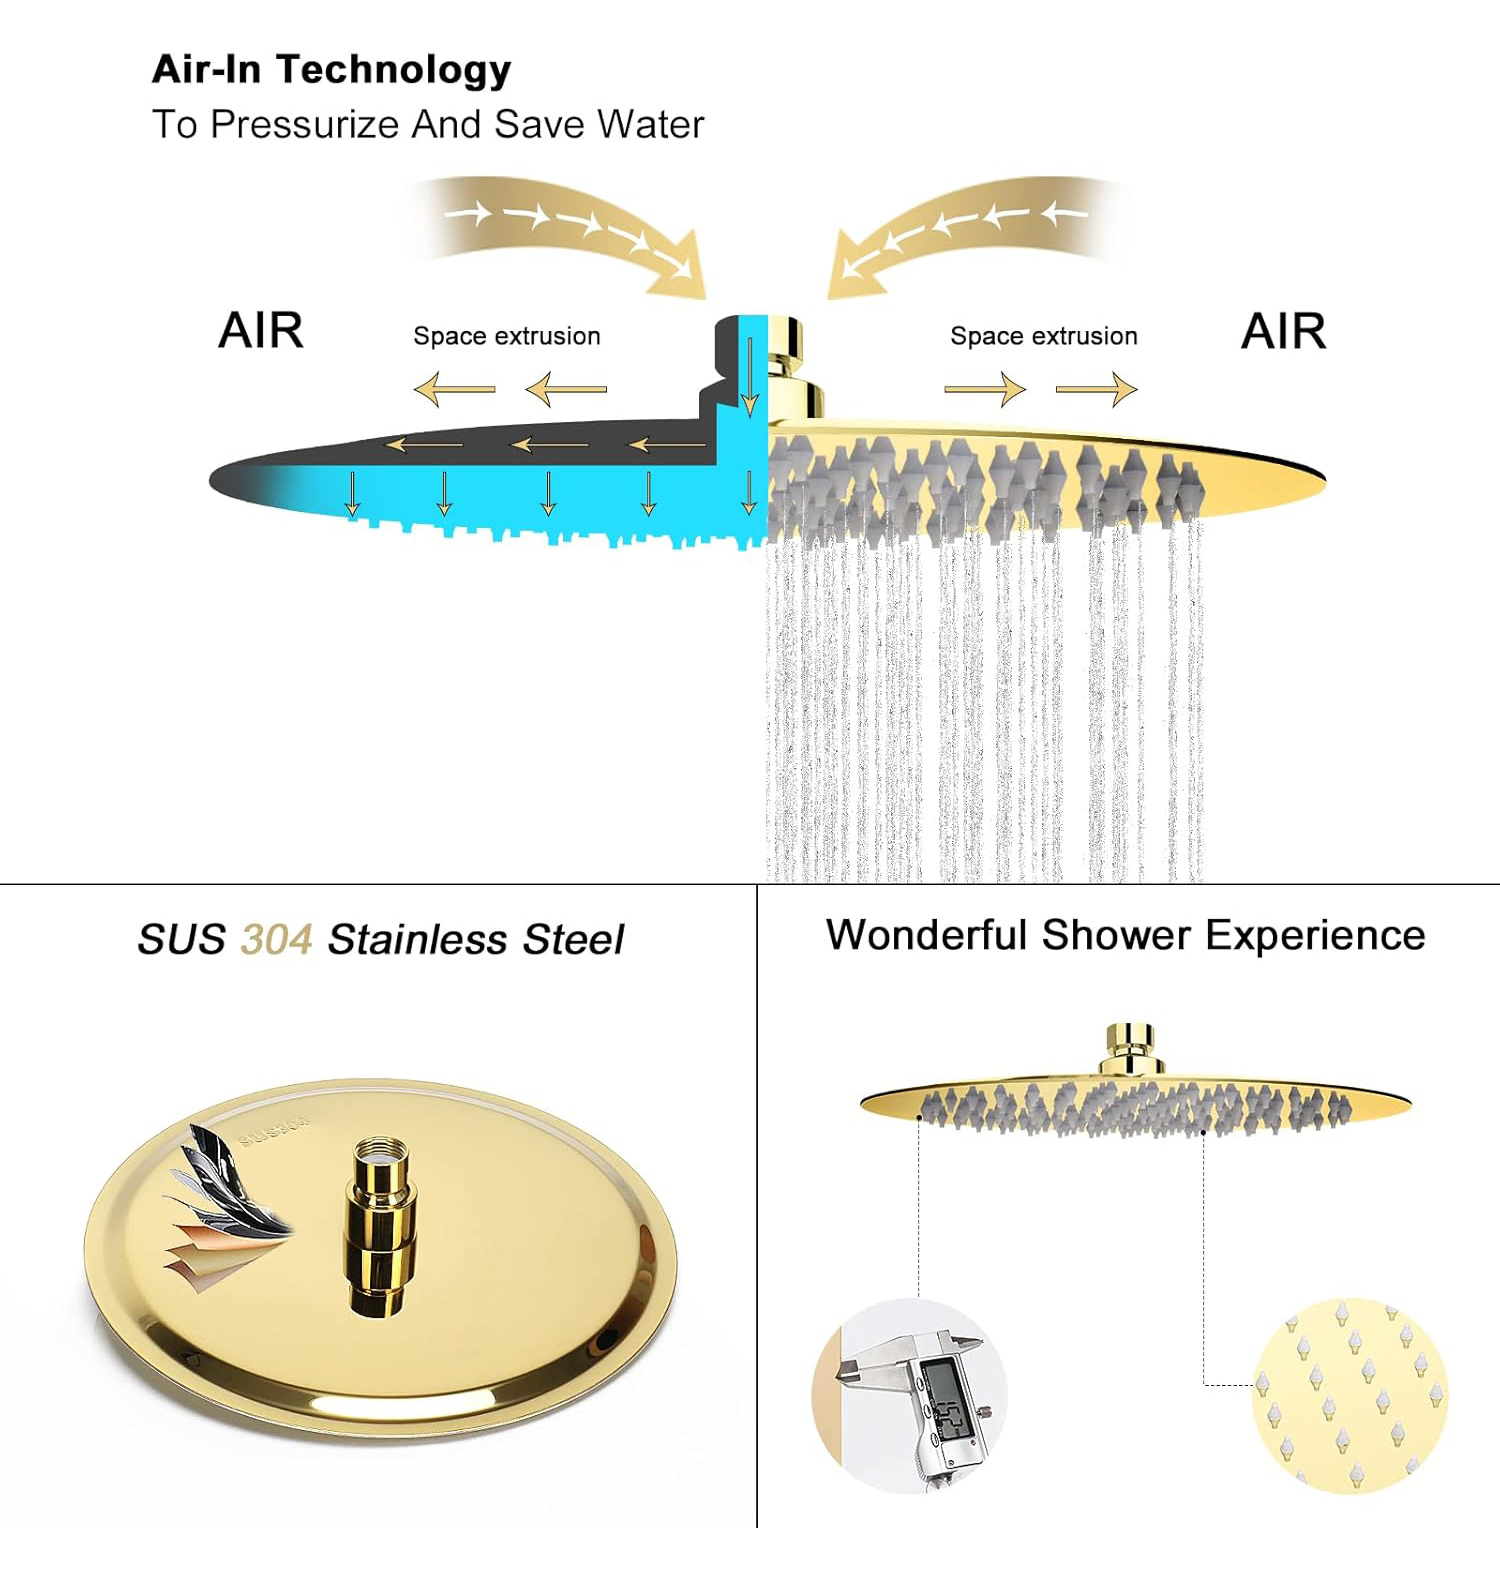 Air-In Technology
To Pressurize And Save Water
AIR
Space extrusion
Space extrusion
AIR
SUS 304 Stainless Steel
Wonderful Shower Experience
SUS304